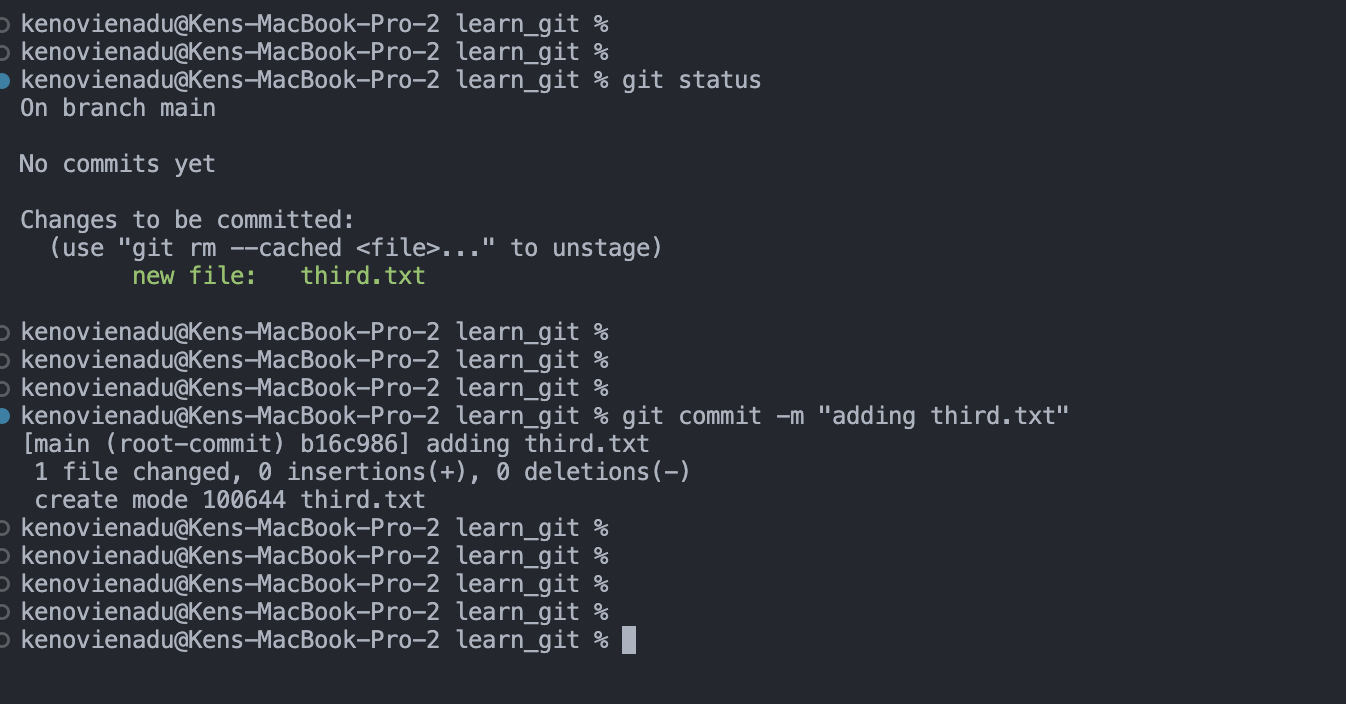 kenovienadu@Kens-MacBook-Pro-2 learn_git %
kenovienadu@Kens-MacBook-Pro-2 learn_git %
kenovienadu@Kens-MacBook-Pro-2 learn_git % git status
On branch main
No commits yet
Changes to be committed:
  (use "git rm --cached <file>..." to unstage)
        new file:   third.txt
kenovienadu@Kens-MacBook-Pro-2 learn_git %
kenovienadu@Kens-MacBook-Pro-2 learn_git %
kenovienadu@Kens-MacBook-Pro-2 learn_git %
kenovienadu@Kens-MacBook-Pro-2 learn_git % git commit -m "adding third.txt"
[main (root-commit) b16c986] adding third.txt
 1 file changed, 0 insertions(+), 0 deletions(-)
 create mode 100644 third.txt
kenovienadu@Kens-MacBook-Pro-2 learn_git %
kenovienadu@Kens-MacBook-Pro-2 learn_git %
kenovienadu@Kens-MacBook-Pro-2 learn_git %
kenovienadu@Kens-MacBook-Pro-2 learn_git %
kenovienadu@Kens-MacBook-Pro-2 learn_git %